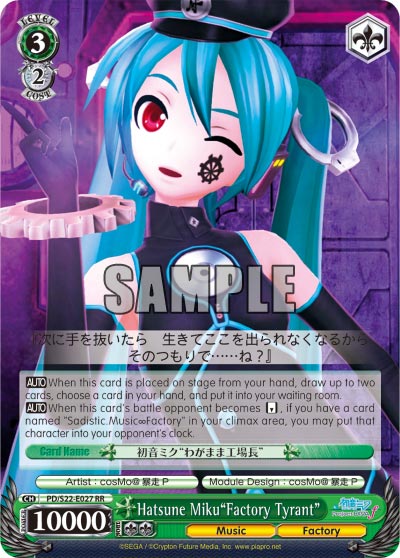 LEVEL
3
2
COST
SAMPLE
『次に手を抜いたら 生きてここを出られなくなるから
そのつもりで……ね？』
AUTO When this card is placed on stage from your hand, draw up to two
cards, choose a card in your hand, and put it into your waiting room.
AUTO When this card's battle opponent becomes , if you have a card
named "Sadistic.Music∞Factory" in your climax area, you may put
that character into your opponent's clock.
Card Name
初音ミク“わがまま工場長”
Artist：cosMo@暴走P
Module Design：cosMo@暴走P
CH
PD/S22-E027 RR
POWER
10000
Hatsune Miku“Factory Tyrant”
Music
Factory
©SEGA / ©Crypton Future Media, Inc. www.piapro.net